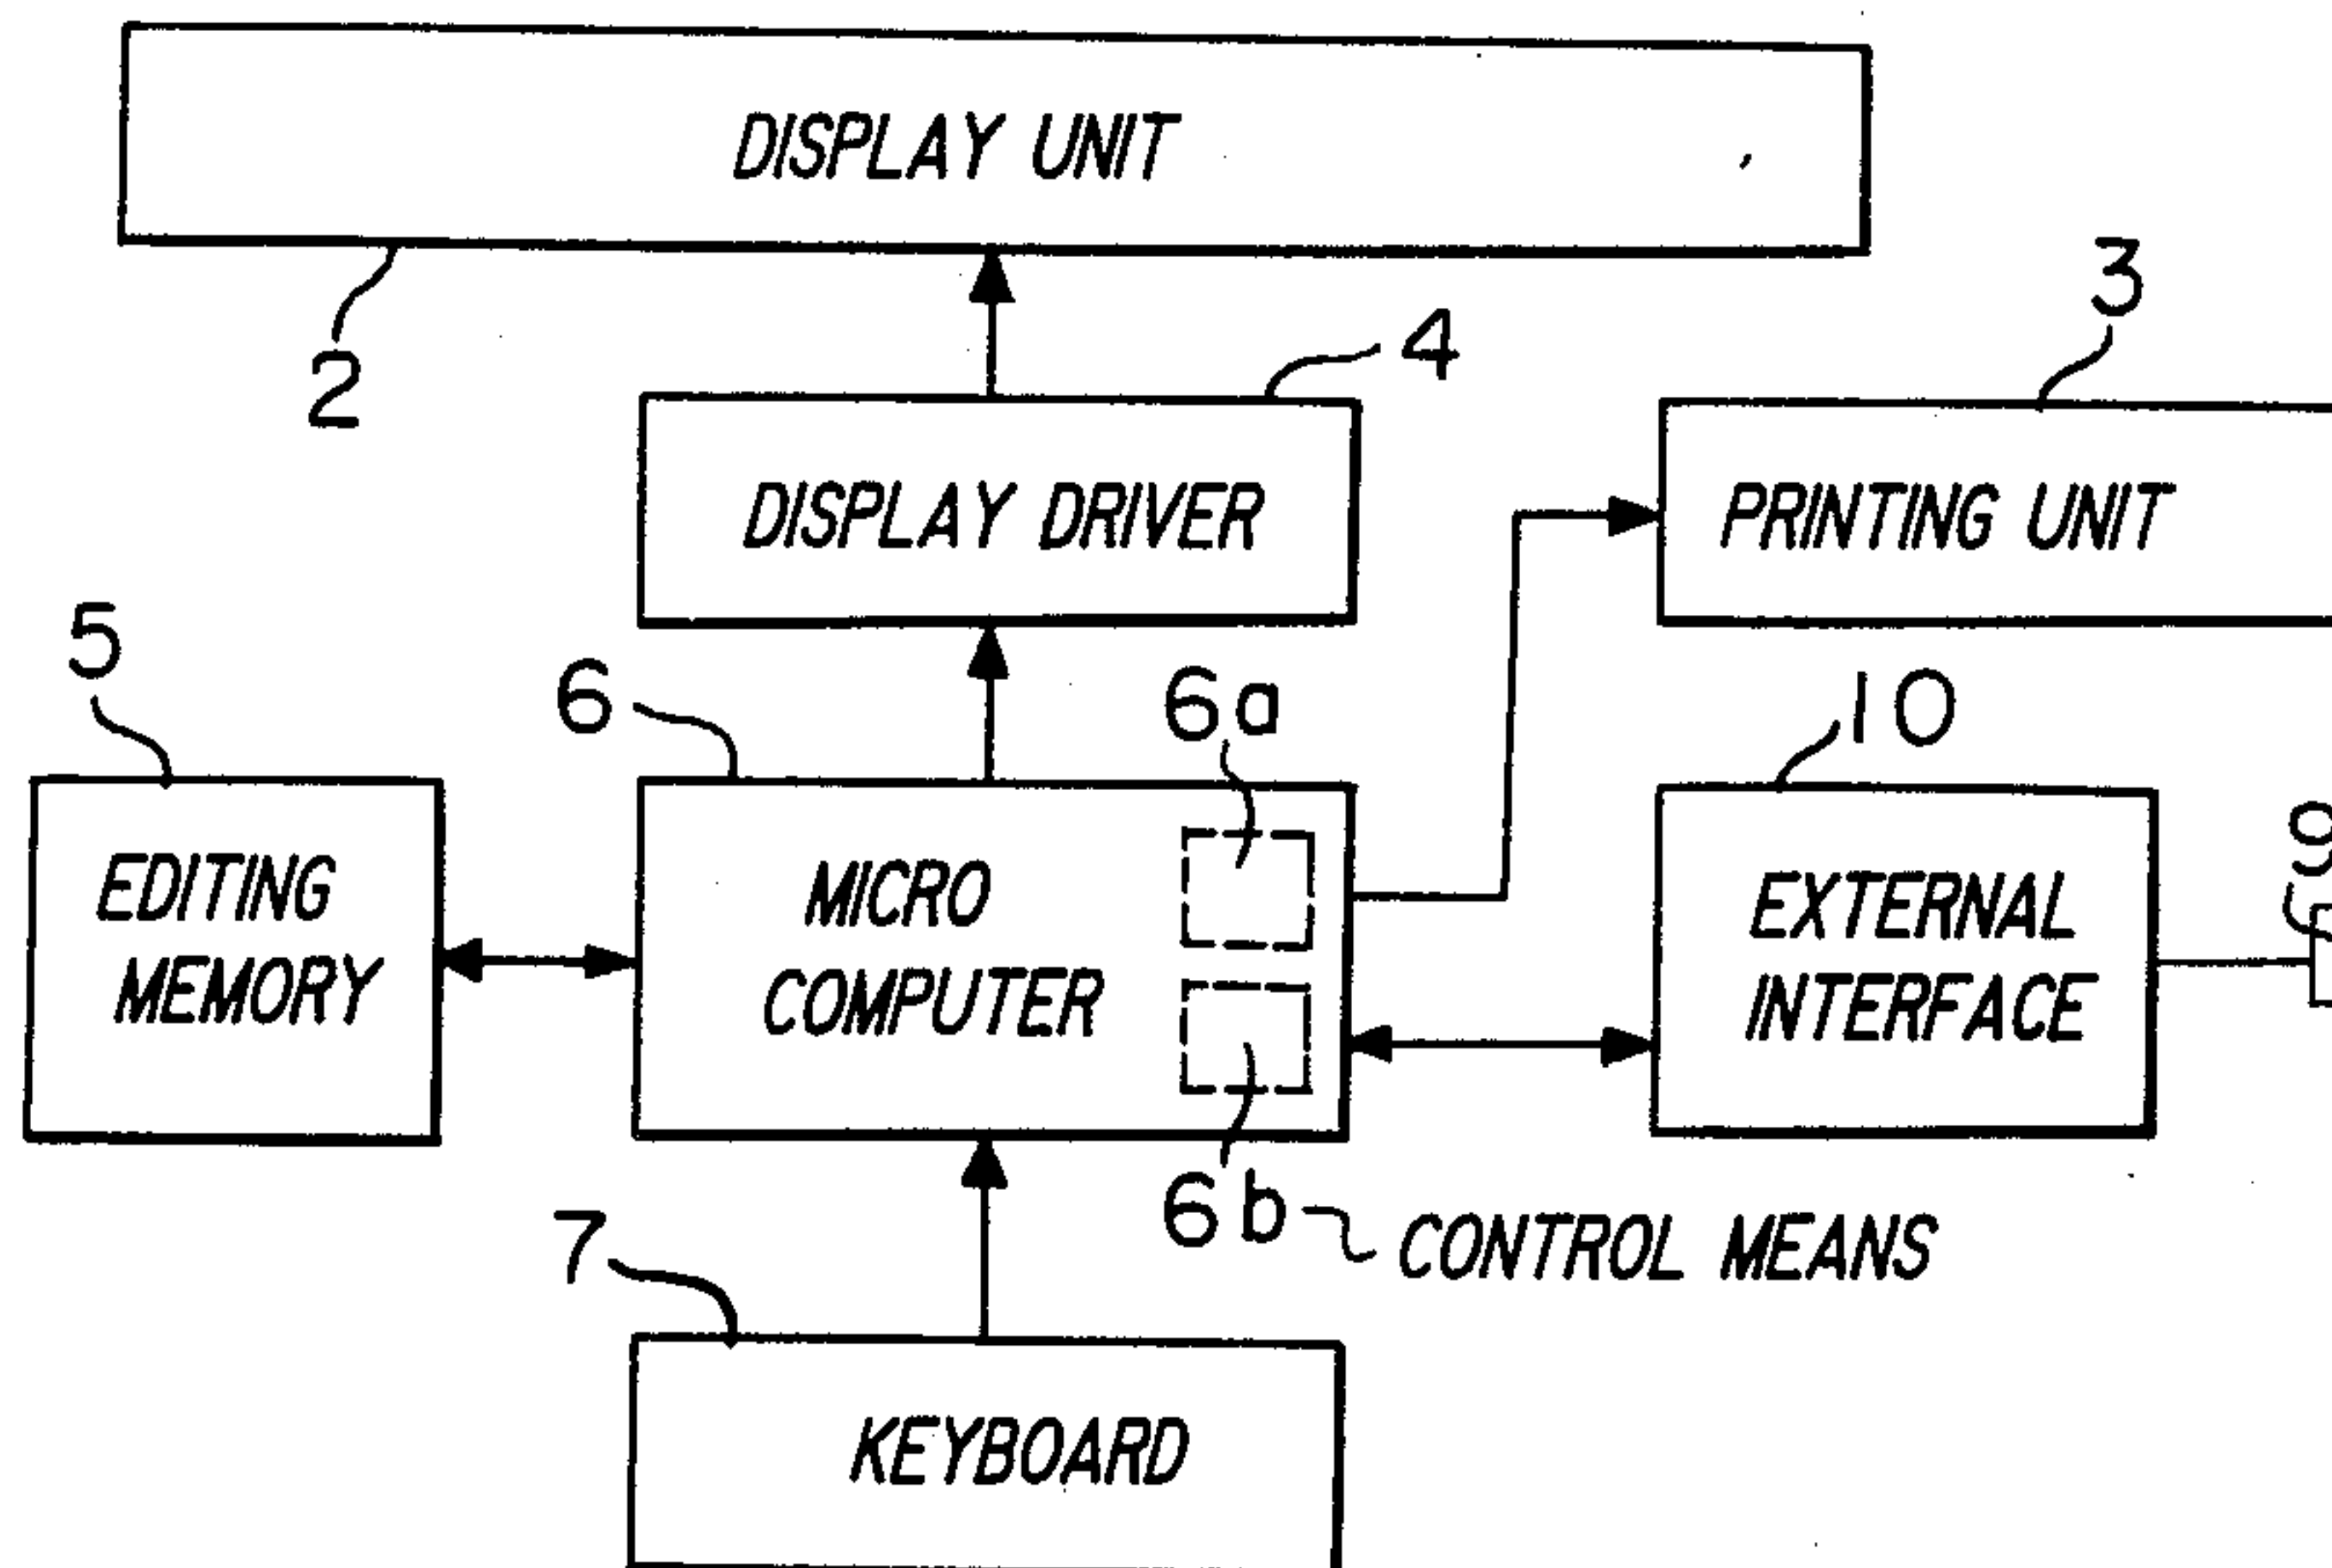 DISPLAY UNIT
2
3
4
DISPLAY DRIVER
PRINTING UNIT
5
6
6a
10
EDITING
MEMORY
MICRO
COMPUTER
EXTERNAL
INTERFACE
9
6b
CONTROL MEANS
7
KEYBOARD